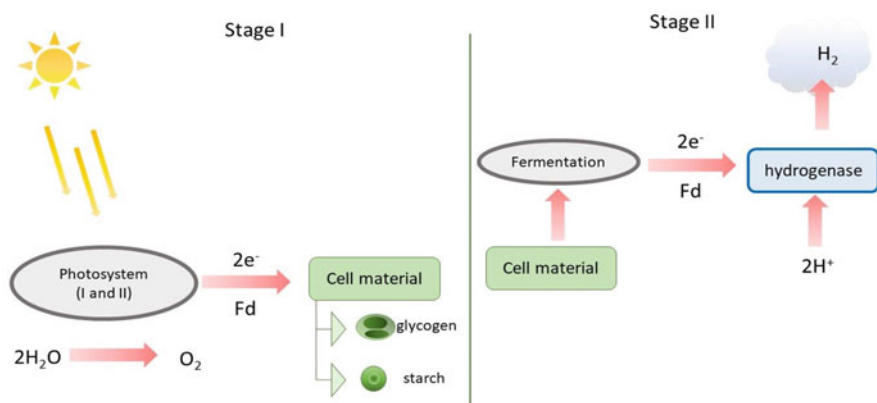 Stage I
Photosystem
(I and II)
2e⁻
Fd
Cell material
glycogen
starch
2H₂O
O₂
Stage II
H₂
Fermentation
2e⁻
Fd
hydrogenase
Cell material
2H⁺